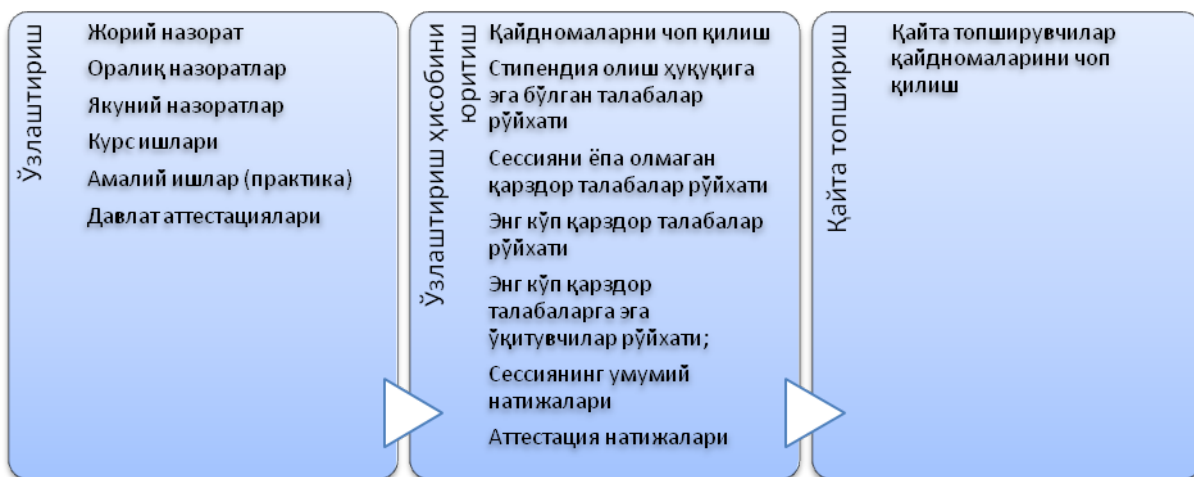 Ўзлаштириш
Жорий назорат
Оралиқ назоратлар
Якуний назоратлар
Курс ишлари
Амалий ишлар (практика)
Давлат аттестациялари
Ўзлаштириш ҳисобини
юритиш
Қайдномаларни чоп қилиш
Стипендия олиш ҳуқуқига
эга бўлган талабалар
рўйхати
Сессияни ёпа олмаган
қарздор талабалар рўйхати
Энг кўп қарздор талабалар
рўйхати
Энг кўп қарздор
талабаларга эга
ўқитувчилар рўйхати;
Сессиянинг умумий
натижалари
Аттестация натижалари
Қайта топшириш
Қайта топширувчилар
қайдномаларини чоп
қилиш